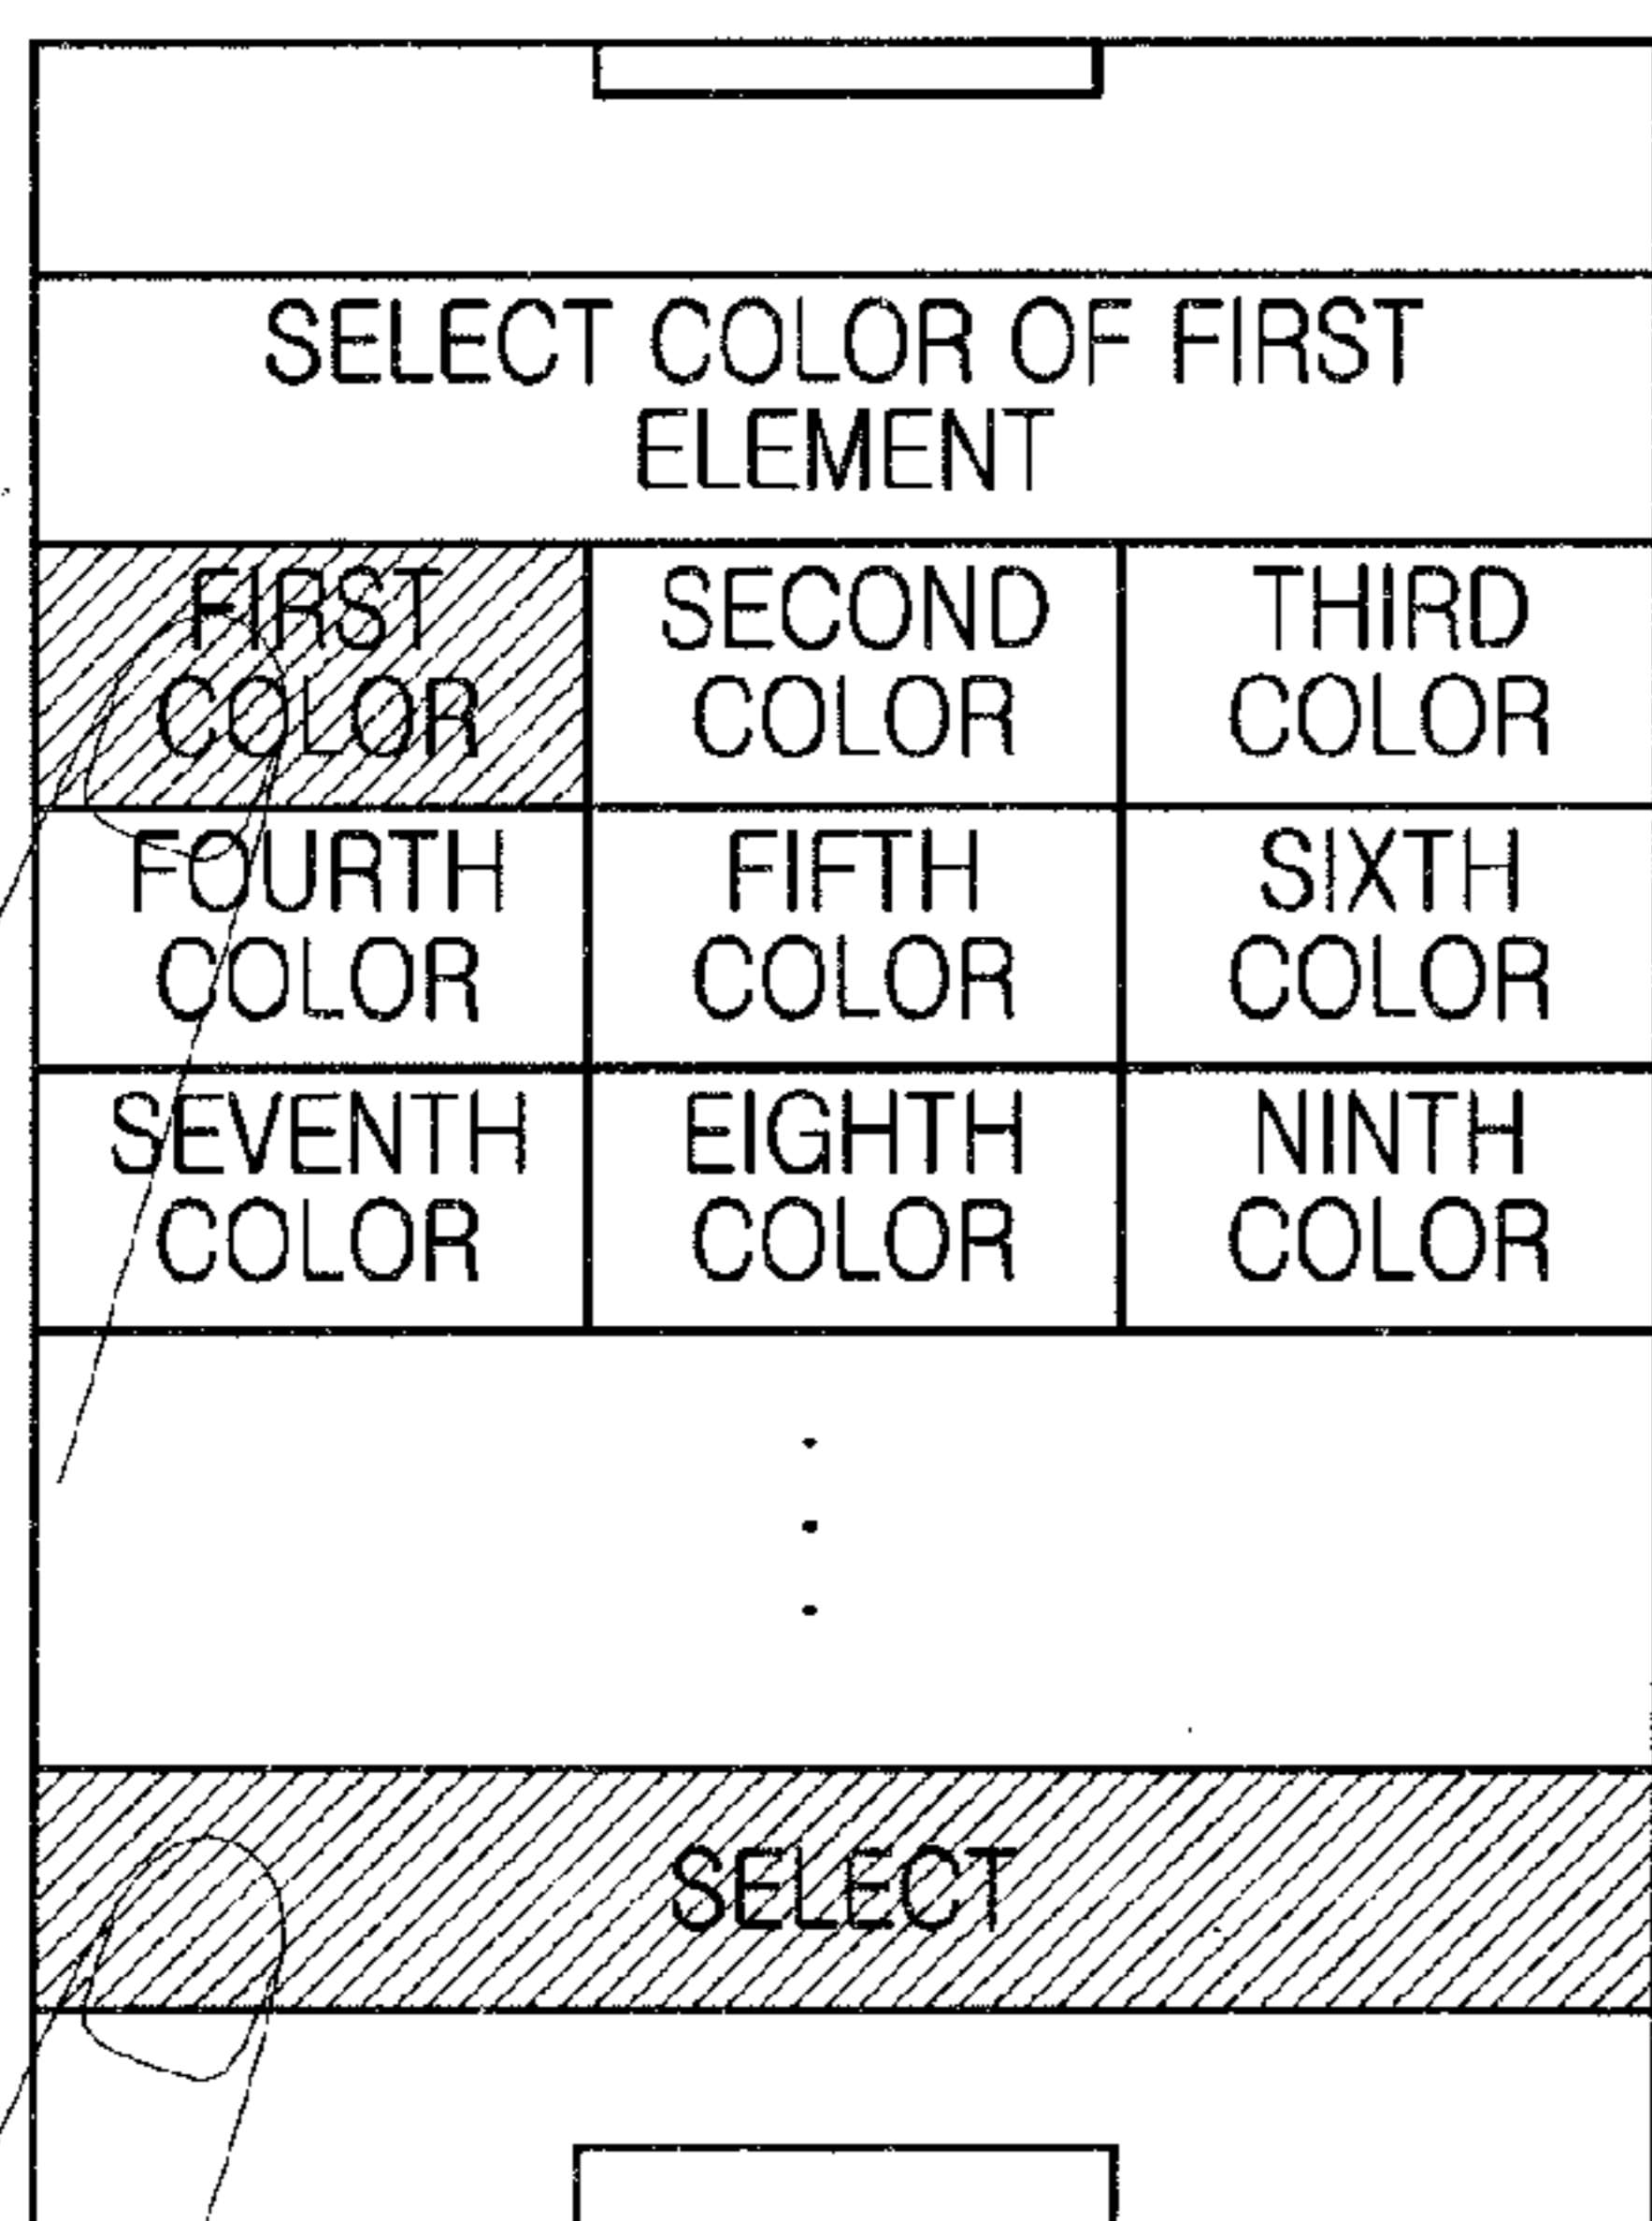 SELECT COLOR OF FIRST
ELEMENT
FIRST
COLOR
SECOND
COLOR
THIRD
COLOR
FOURTH
COLOR
FIFTH
COLOR
SIXTH
COLOR
SEVENTH
COLOR
EIGHTH
COLOR
NINTH
COLOR
SELECT